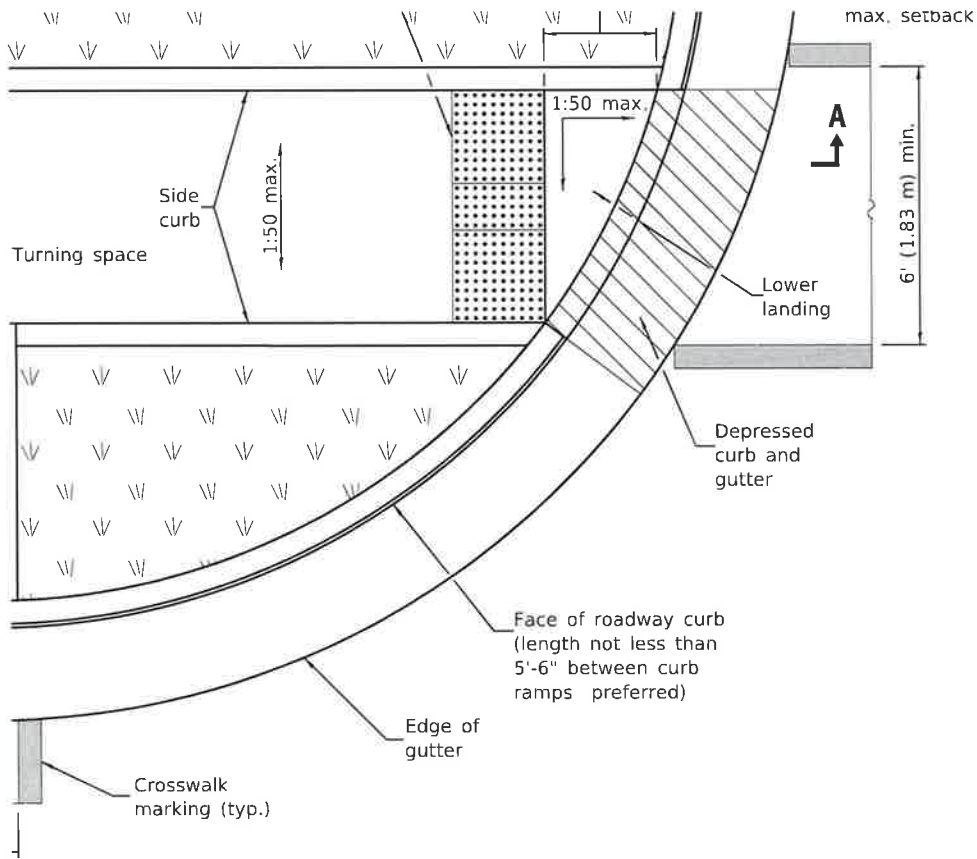 max. setback
1:50 max.
A
Side
curb
1:50 max.
6' (1.83 m) min.
Turning space
Lower
landing
Depressed
curb and
gutter
Face of roadway curb
(length not less than
5'-6" between curb
ramps preferred)
Edge of
gutter
Crosswalk
marking (typ.)